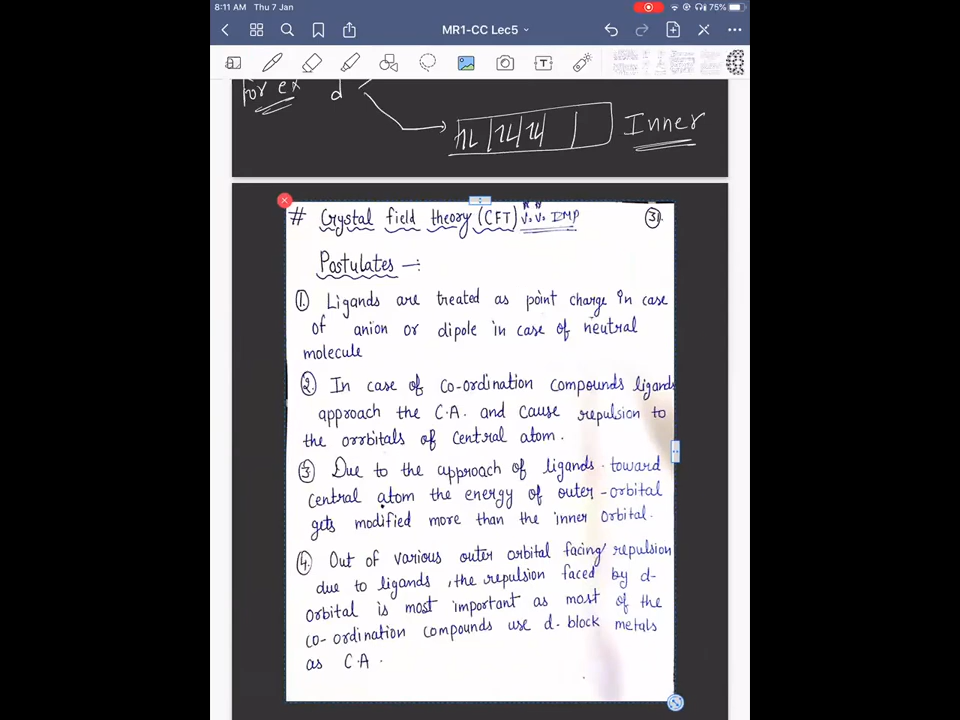 8:11 AM Thu 7 Jan
75%
MR1-CC Lec5
T
for ex d
Inner
# Crystal field theory (CFT) V. V. IMP 31
Postulates —:
1. Ligands are treated as point charge in case
of anion or dipole in case of neutral
molecule
2. In case of co-ordination compounds ligands
approach the C.A. and cause repulsion to
the orrbitals of central atom.
3 Due to the approach of ligands toward
central atom the energy of outer-orbital
gets modified more than the inner orbital.
4. Out of various outer orbital facing repulsion
due to ligands, the repulsion faced by d-
orbital is most important as most of the
co-ordination compounds use d-block metals
as C.A.